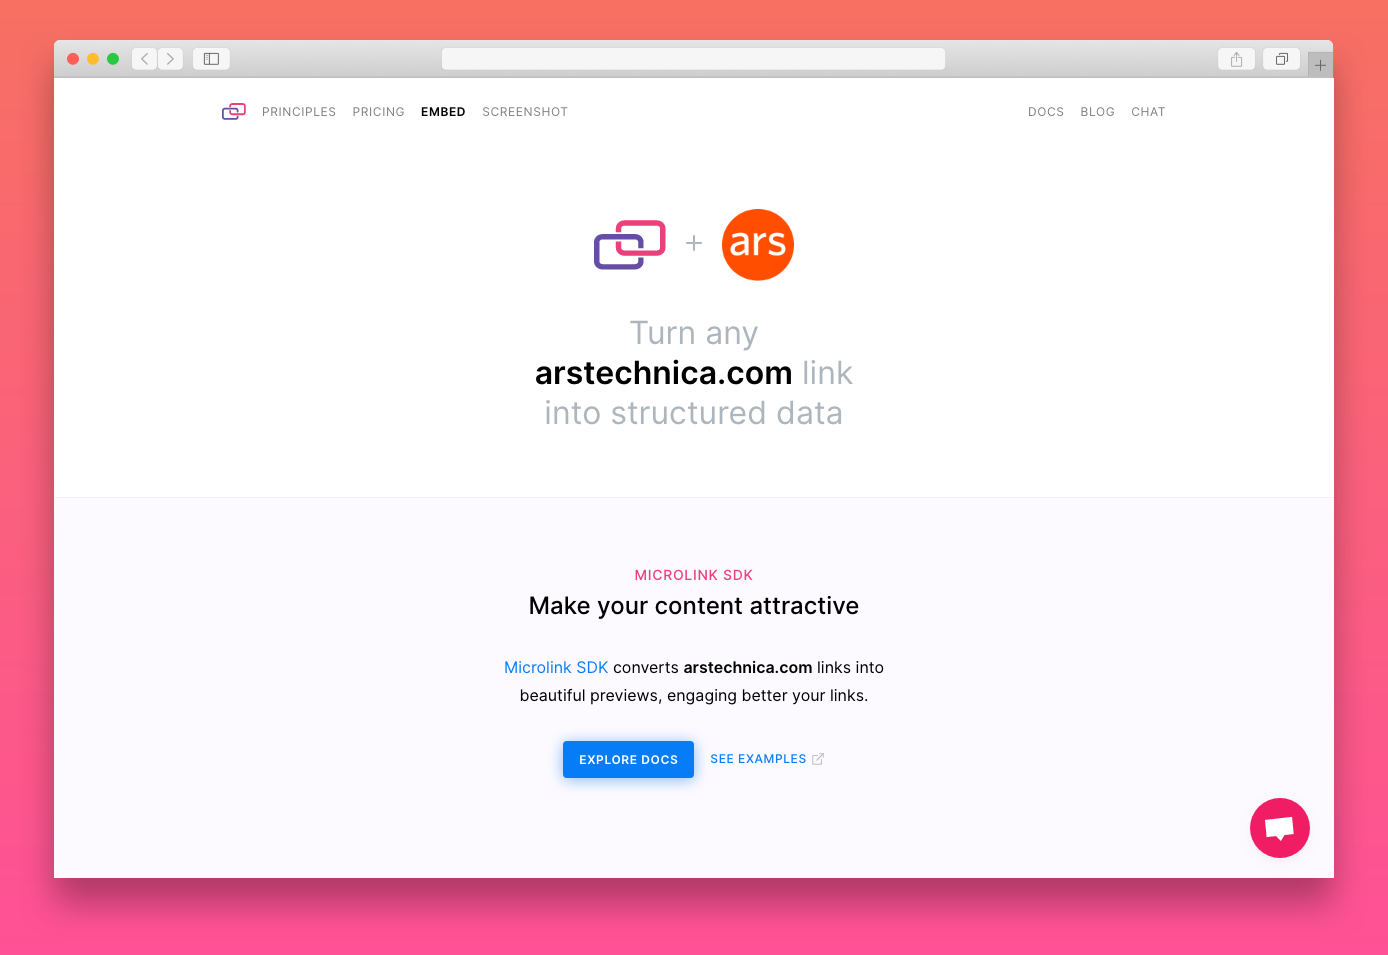 PRINCIPLES PRICING EMBED SCREENSHOT DOCS BLOG CHAT
ars
Turn any
arstechnica.com link
into structured data
MICROLINK SDK
Make your content attractive
Microlink SDK converts arstechnica.com links into
beautiful previews, engaging better your links.
EXPLORE DOCS SEE EXAMPLES